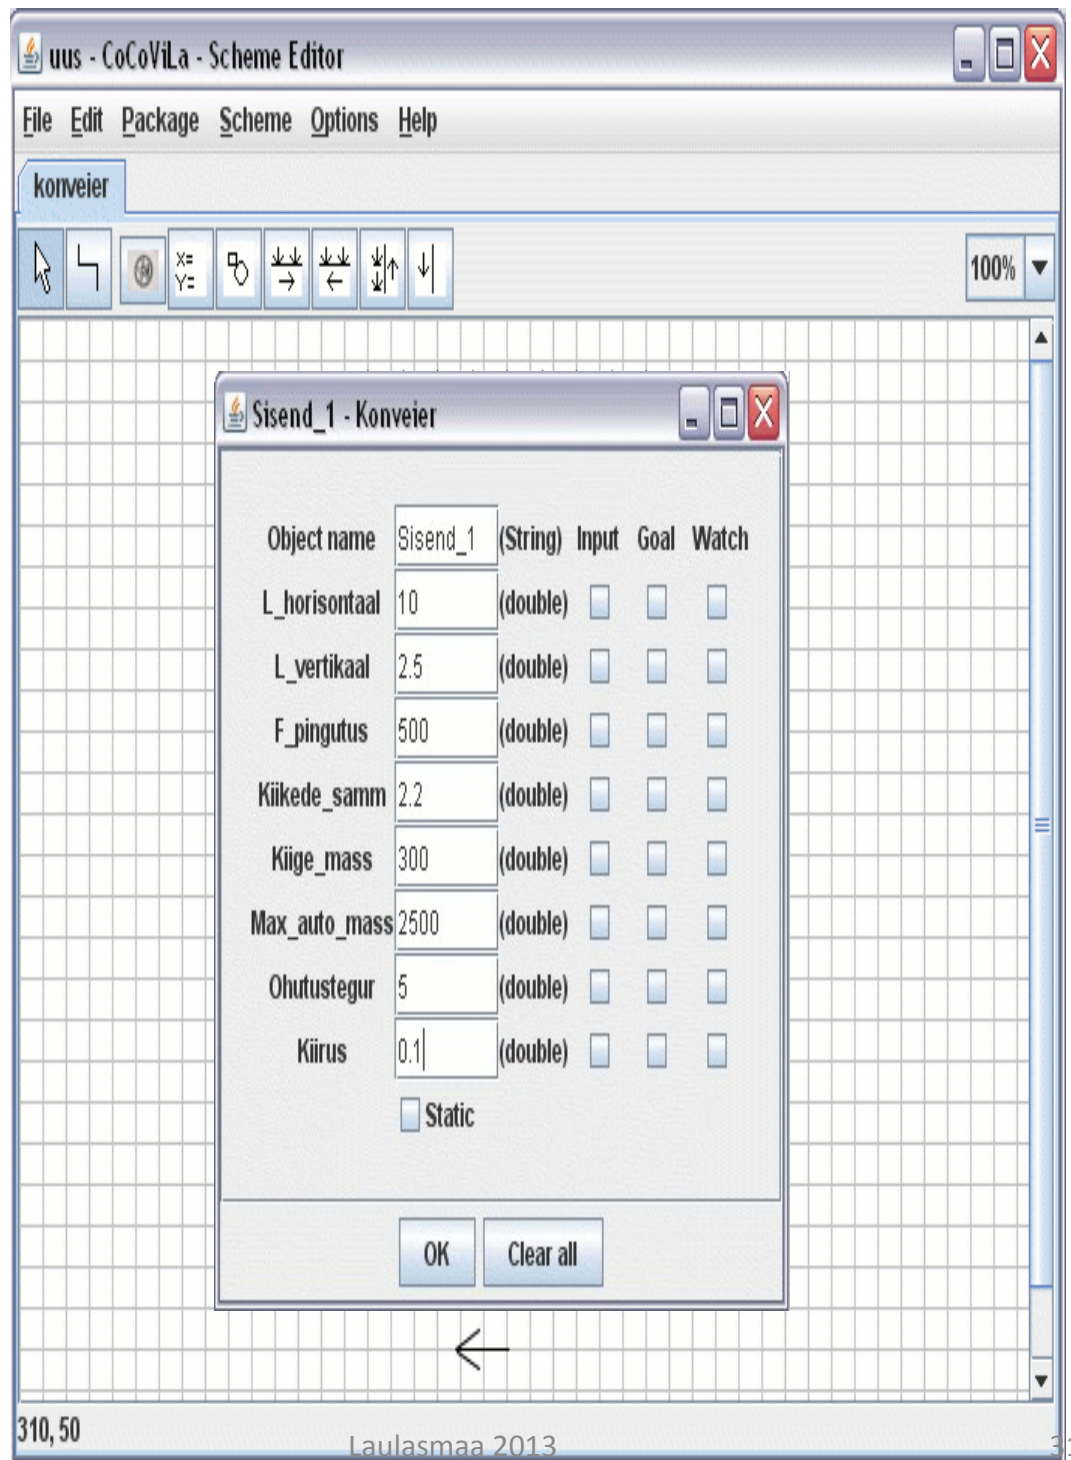 uus - CoCoViLa - Scheme Editor
File Edit Package Scheme Options Help
konveier
X=
Y=
100%
Sisend_1 - Konveier
Object name Sisend_1 (String) Input Goal Watch
L_horisontaal 10 (double)
L_vertikaal 2.5 (double)
F_pingutus 500 (double)
Kiikede_samm 2.2 (double)
Kiige_mass 300 (double)
Max_auto_mass 2500 (double)
Ohutustegur 5 (double)
Kiirus 0.1 (double)
Static
OK Clear all
310, 50
Laulasmaa 2013